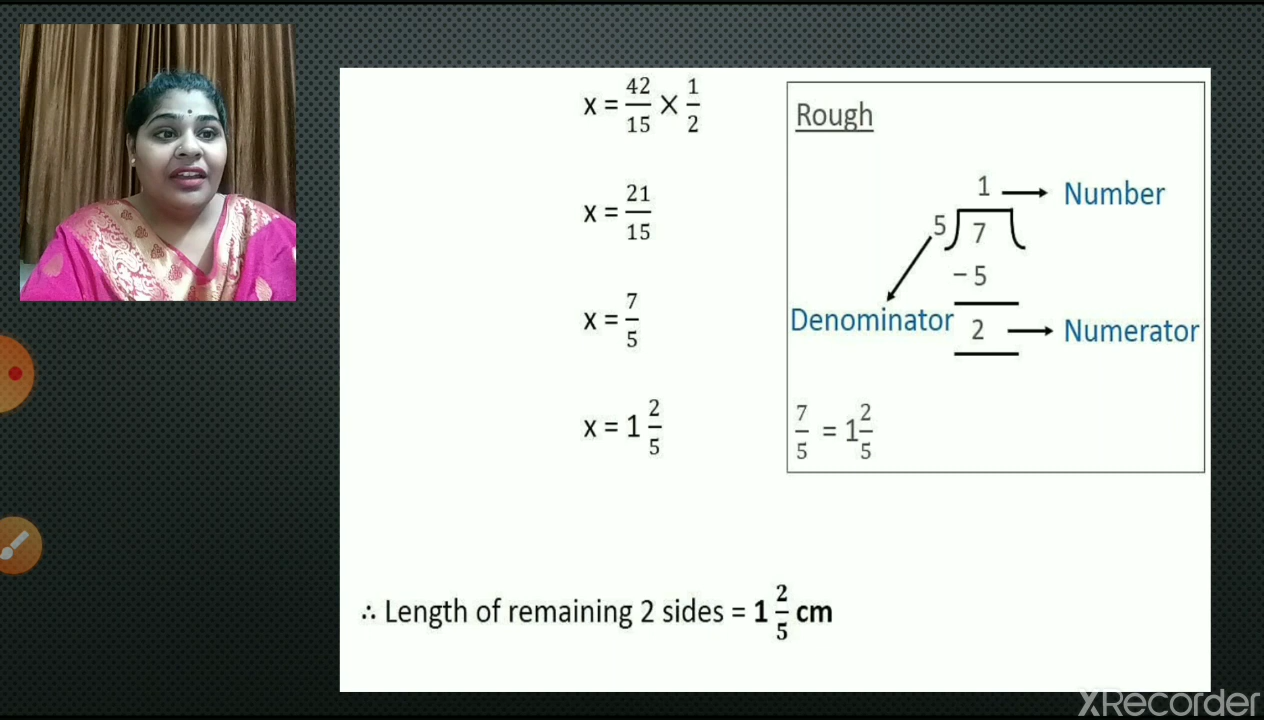 x = 42/15 × 1/2
x = 21/15
x = 7/5
x = 1 2/5
Rough
1 → Number
5 7
− 5
Denominator 2 → Numerator
7/5 = 1 2/5
∴ Length of remaining 2 sides = 1 2/5 cm
XRecorder